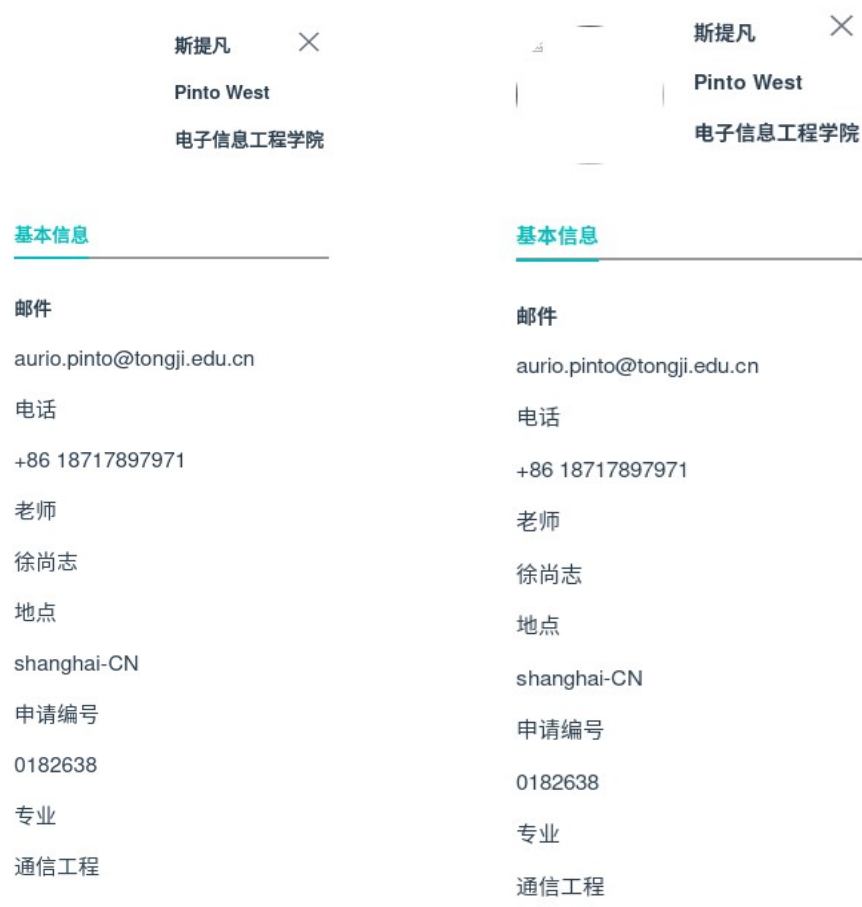 斯提凡
Pinto West
电子信息工程学院
基本信息
邮件
aurio.pinto@tongji.edu.cn
电话
+86 18717897971
老师
徐尚志
地点
shanghai-CN
申请编号
0182638
专业
通信工程
斯提凡
Pinto West
电子信息工程学院
基本信息
邮件
aurio.pinto@tongji.edu.cn
电话
+86 18717897971
老师
徐尚志
地点
shanghai-CN
申请编号
0182638
专业
通信工程